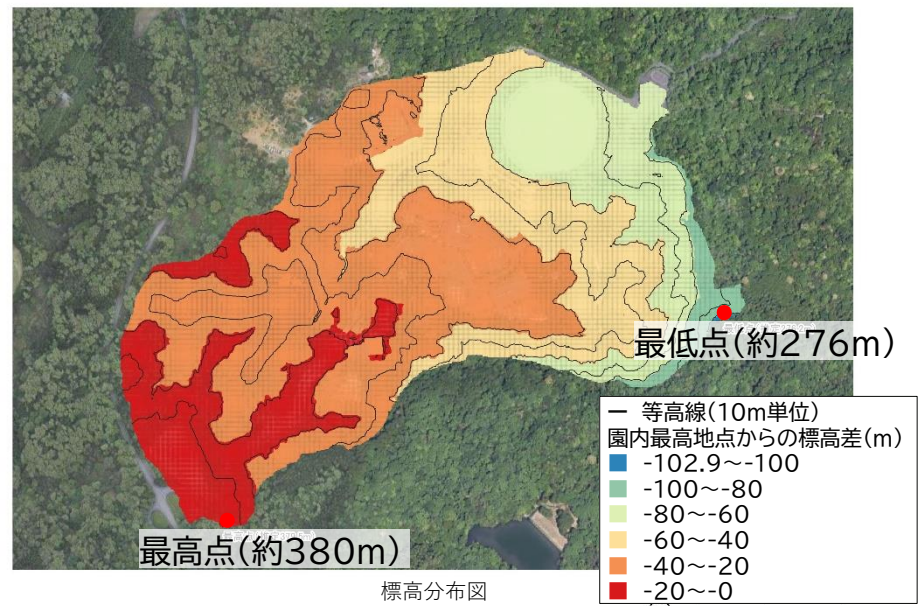 最低点(約276m)
最高点(約380m)
ー 等高線(10m単位)
園内最高地点からの標高差(m)
-102.9～-100
-100～-80
-80～-60
-60～-40
-40～-20
-20～-0
標高分布図